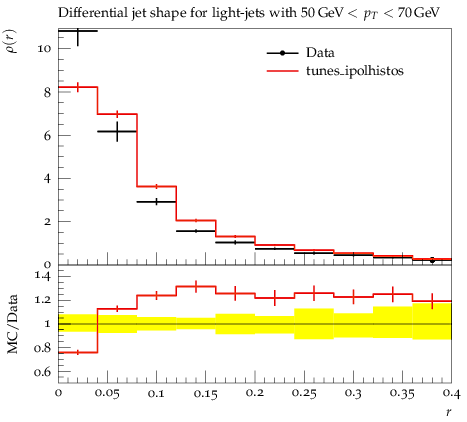 Differential jet shape for light-jets with 50 GeV < p_T < 70 GeV
ρ(r)
10
8
6
4
2
0
Data
tunes_ipolhistos
MC/Data
1.4
1.2
1
0.8
0.6
0 0.05 0.1 0.15 0.2 0.25 0.3 0.35 0.4
r